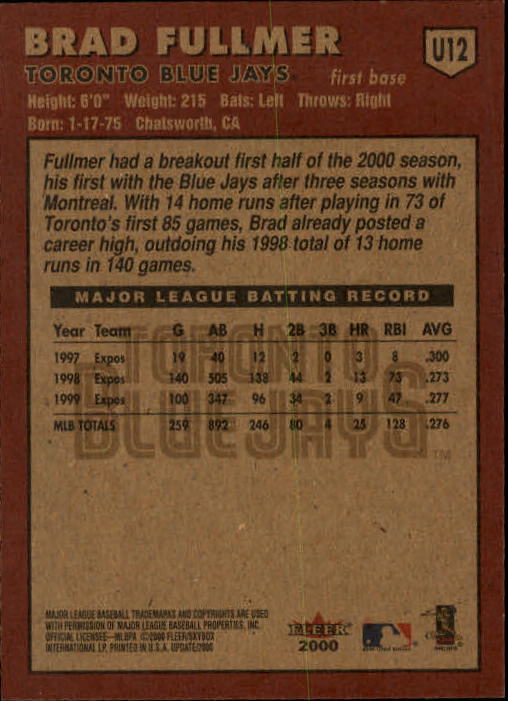 BRAD FULLMER
U12
TORONTO BLUE JAYS
first base
Height: 6'0" Weight: 215 Bats: Left Throws: Right
Born: 1-17-75 Chatsworth, CA
Fullmer had a breakout first half of the 2000 season,
his first with the Blue Jays after three seasons with
Montreal. With 14 home runs after playing in 73 of
Toronto's first 85 games, Brad already posted a
career high, outdoing his 1998 total of 13 home
runs in 140 games.
MAJOR LEAGUE BATTING RECORD
Year Team G AB H 2B 3B HR RBI AVG
1997 Expos 19 40 12 2 0 3 8 .300
1998 Expos 140 505 138 44 2 13 73 .273
1999 Expos 100 347 96 34 2 9 47 .277
MLB TOTALS 259 892 246 80 4 25 128 .276
TORONTO
BLUE JAYS
TM
MAJOR LEAGUE BASEBALL TRADEMARKS AND COPYRIGHTS ARE USED
WITH PERMISSION OF MAJOR LEAGUE BASEBALL PROPERTIES, INC.
OFFICIAL LICENSEE—MLBPA ©2000 FLEER/SKYBOX
INTERNATIONAL LP. PRINTED IN U.S.A. UPDATE/2000
FLEER
2000